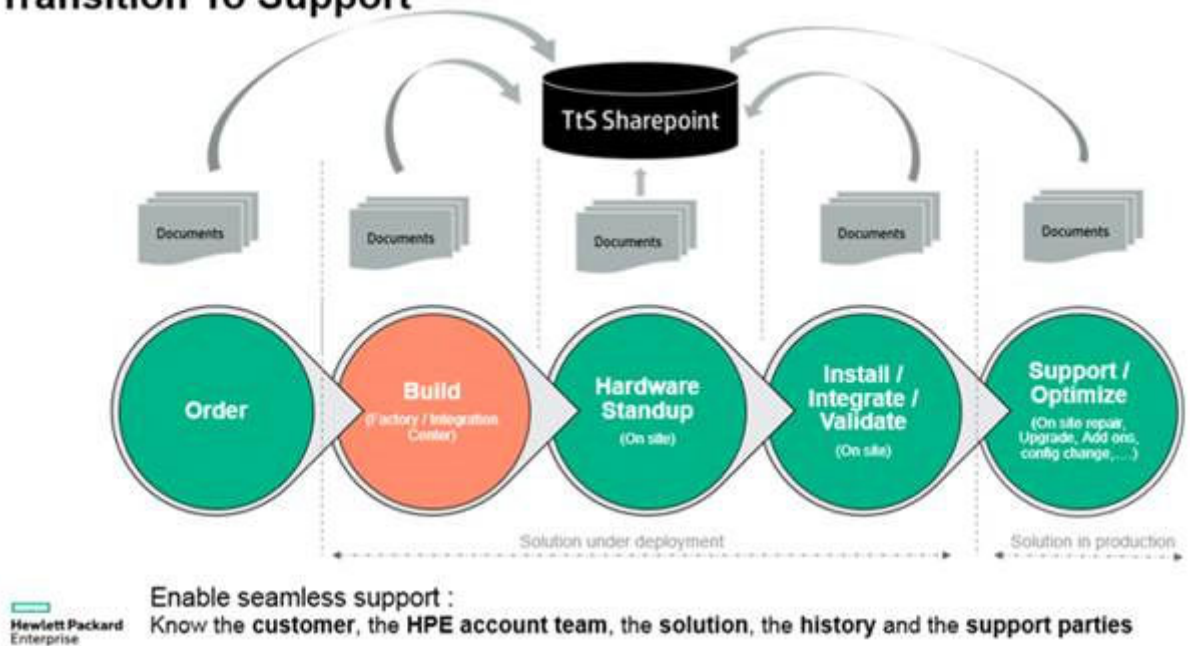 Transition To Support
TtS Sharepoint
Documents
Documents
Documents
Documents
Documents
Order
Build
(Factory / Integration
Center)
Hardware
Standup
(On site)
Install /
Integrate /
Validate
(On site)
Support /
Optimize
(On site repair,
Upgrade, Add ons,
config change,....)
Solution under deployment
Solution in production
Enable seamless support :
Know the customer, the HPE account team, the solution, the history and the support parties
Hewlett Packard
Enterprise